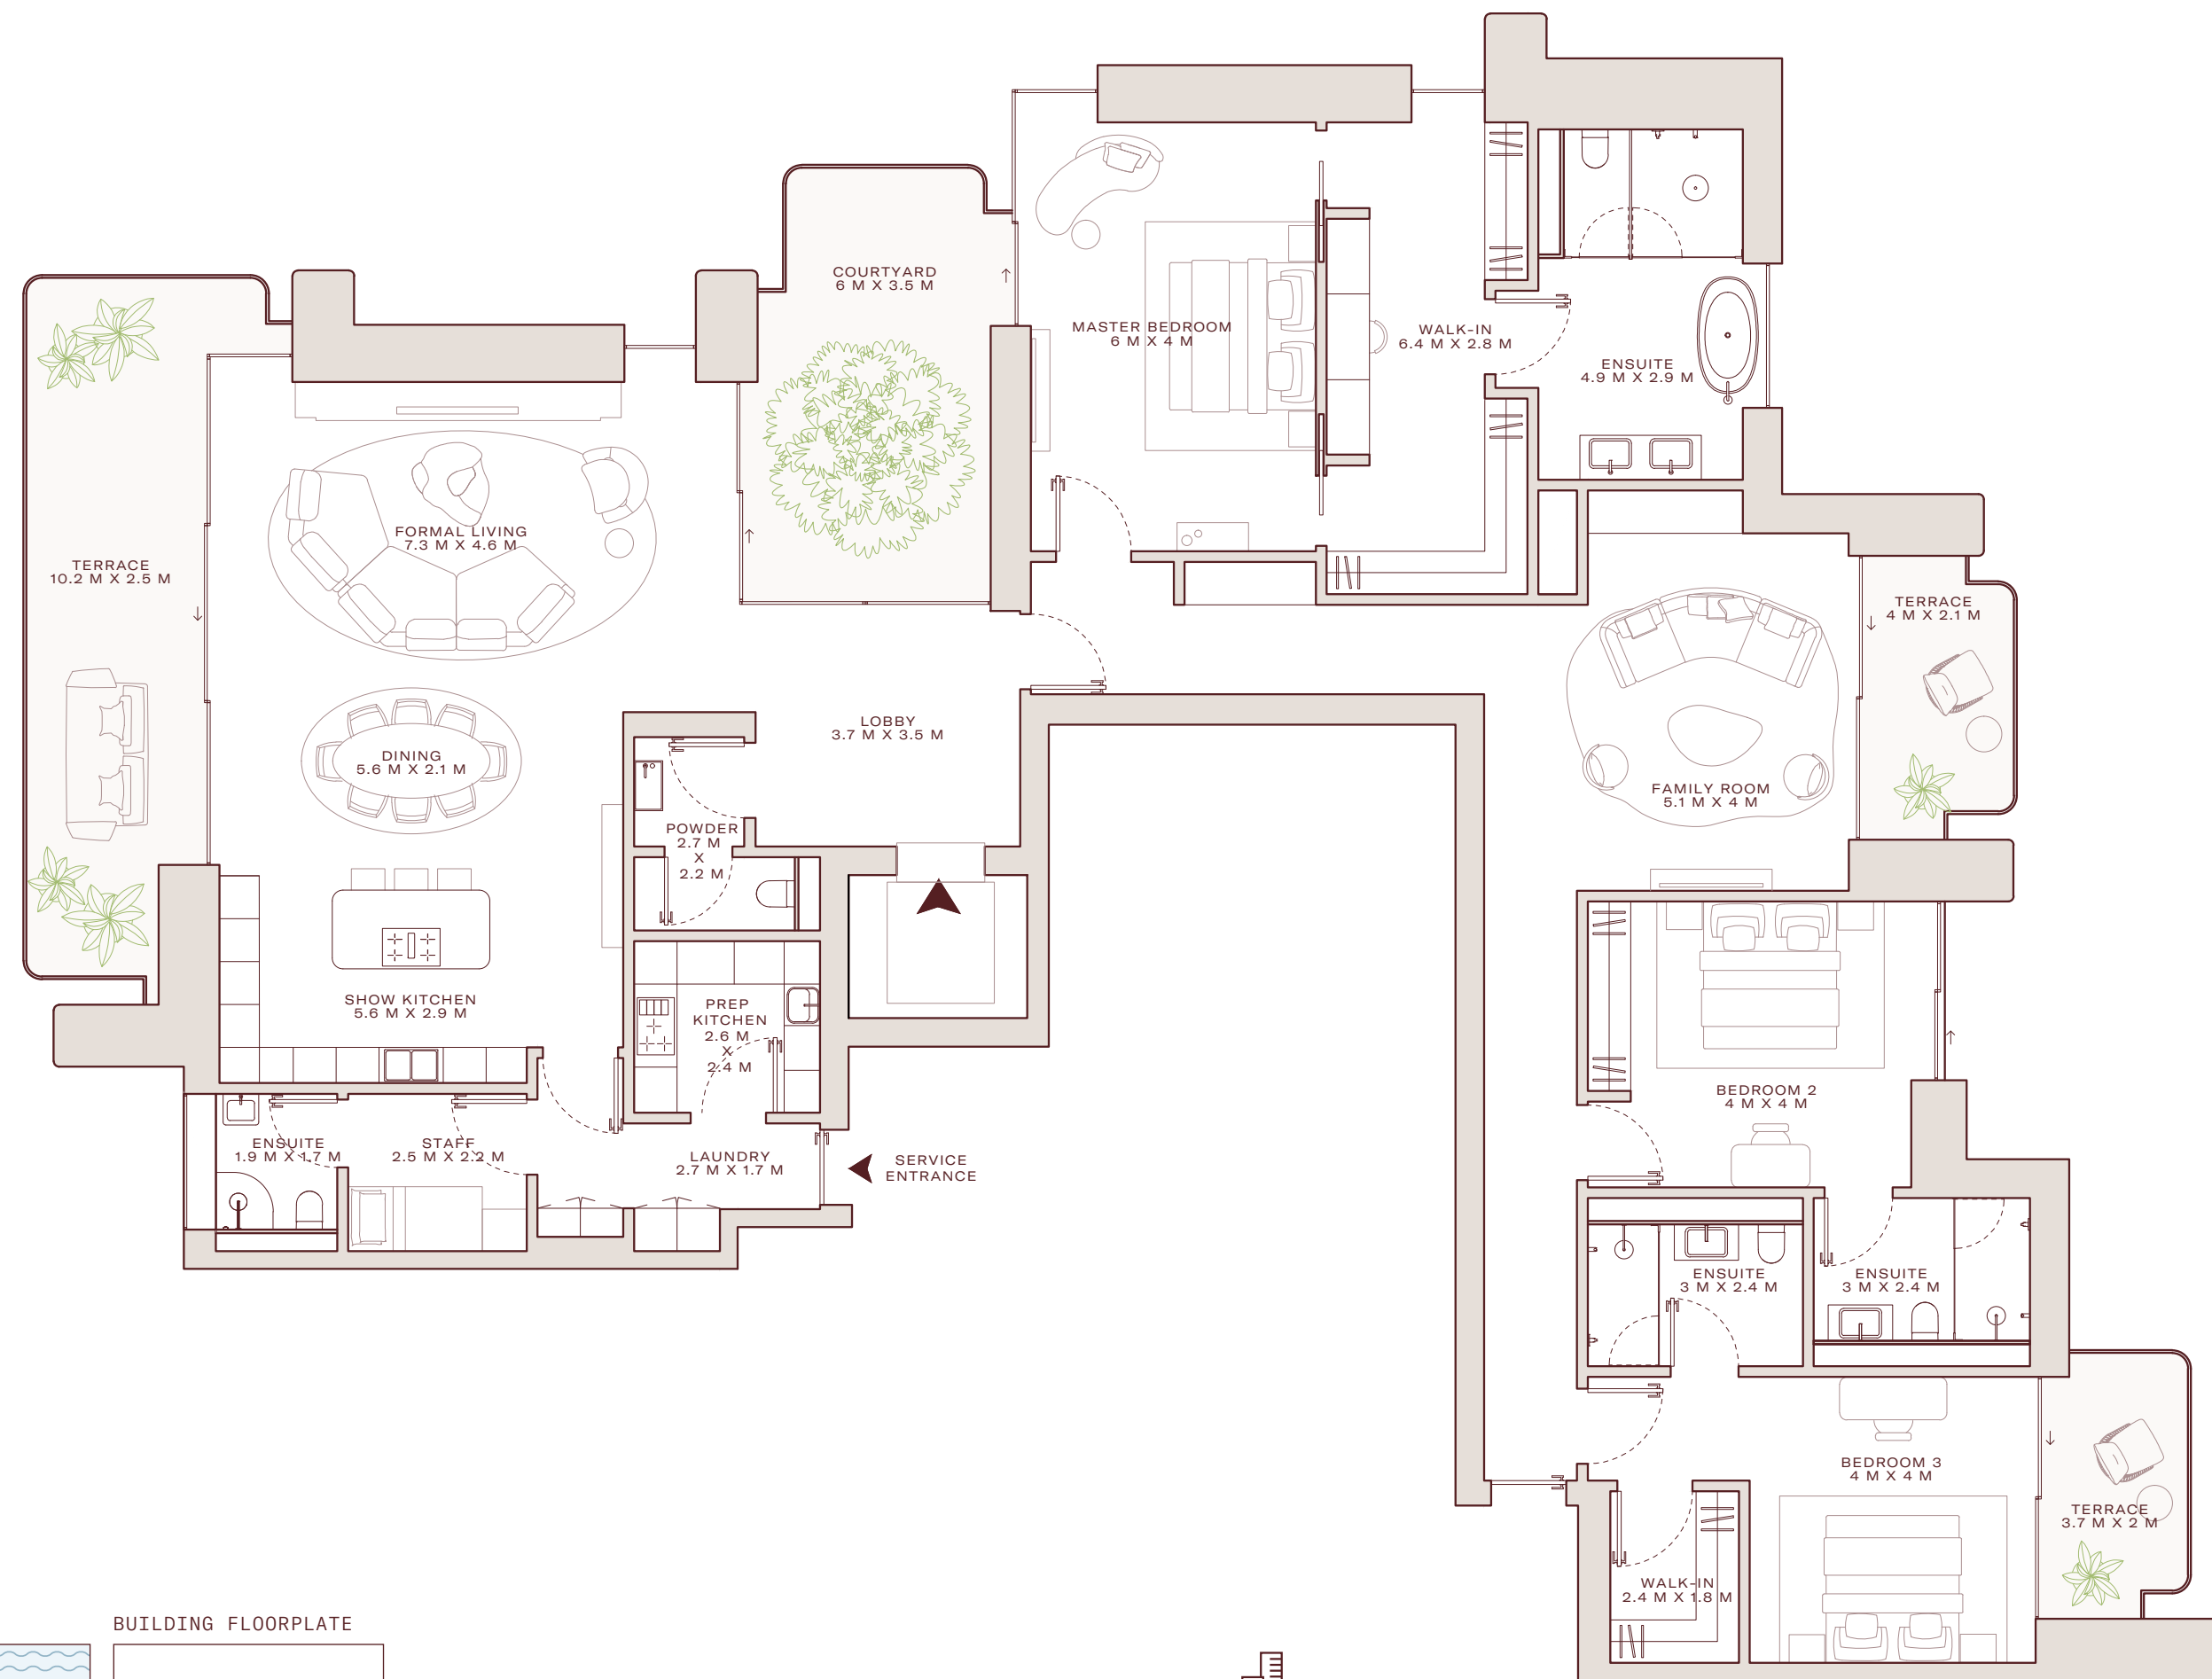 COURTYARD
6 M X 3.5 M
MASTER BEDROOM
6 M X 4 M
WALK-IN
6.4 M X 2.8 M
ENSUITE
4.9 M X 2.9 M
FORMAL LIVING
7.3 M X 4.6 M
TERRACE
10.2 M X 2.5 M
TERRACE
4 M X 2.1 M
LOBBY
3.7 M X 3.5 M
DINING
5.6 M X 2.1 M
FAMILY ROOM
5.1 M X 4 M
POWDER
2.7 M
X
2.2 M
SHOW KITCHEN
5.6 M X 2.9 M
PREP
KITCHEN
2.6 M
X
2.4 M
BEDROOM 2
4 M X 4 M
ENSUITE
1.9 M X 1.7 M
STAFF
2.5 M X 2.2 M
LAUNDRY
2.7 M X 1.7 M
SERVICE
ENTRANCE
ENSUITE
3 M X 2.4 M
ENSUITE
3 M X 2.4 M
BEDROOM 3
4 M X 4 M
TERRACE
3.7 M X 2 M
WALK-IN
2.4 M X 1.8 M
BUILDING FLOORPLATE